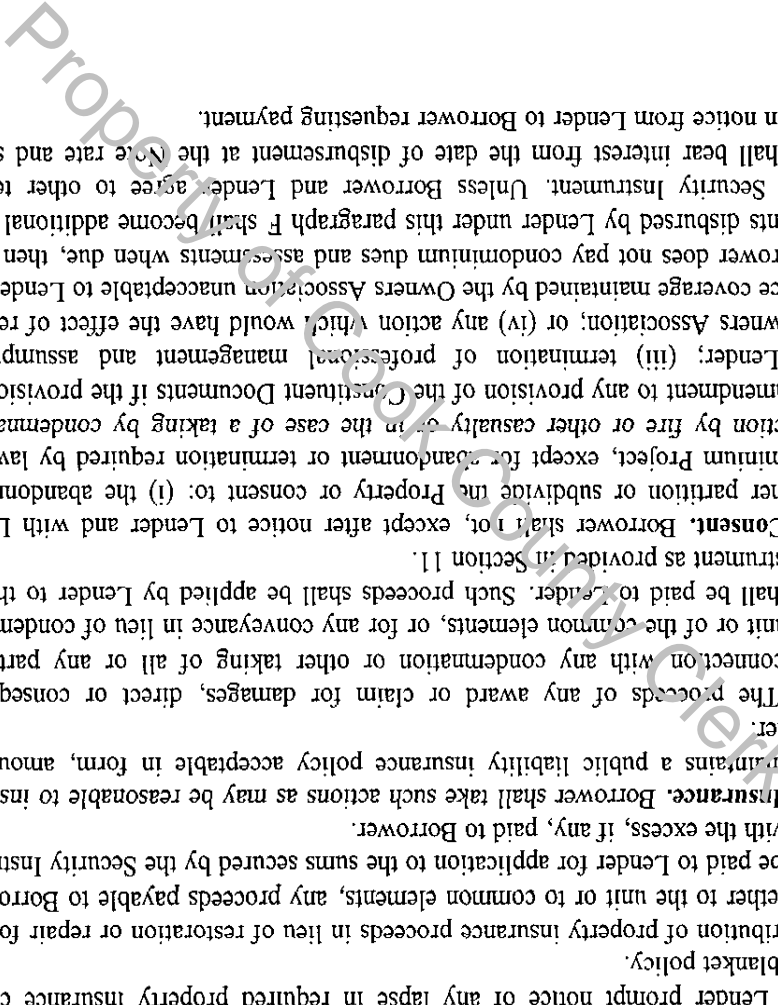 Lender prompt notice of any lapse in required property insurance c
blanket policy.
ribution of property insurance proceeds in lieu of restoration or repair fo
ether to the unit or to common elements, any proceeds payable to Borro
be paid to Lender for application to the sums secured by the Security Inst
with the excess, if any, paid to Borrower.
Insurance. Borrower shall take such actions as may be reasonable to ins
maintains a public liability insurance policy acceptable in form, amou
er.
The proceeds of any award or claim for damages, direct or conseq
connection with any condemnation or other taking of all or any part
unit or of the common elements, or for any conveyance in lieu of condem
hall be paid to Lender. Such proceeds shall be applied by Lender to th
strument as provided in Section 11.
Consent. Borrower shall not, except after notice to Lender and with L
her partition or subdivide the Property or consent to: (i) the abandonm
minium Project, except for abandonment or termination required by law
ction by fire or other casualty or in the case of a taking by condemna
amendment to any provision of the Constituent Documents if the provisio
Lender; (iii) termination of professional management and assump
wners Association; or (iv) any action which would have the effect of re
ce coverage maintained by the Owners Association unacceptable to Lende
rower does not pay condominium dues and assessments when due, then
nts disbursed by Lender under this paragraph F shall become additional
Security Instrument. Unless Borrower and Lender agree to other te
hall bear interest from the date of disbursement at the Note rate and s
n notice from Lender to Borrower requesting payment.
Property of Cook County Clerk